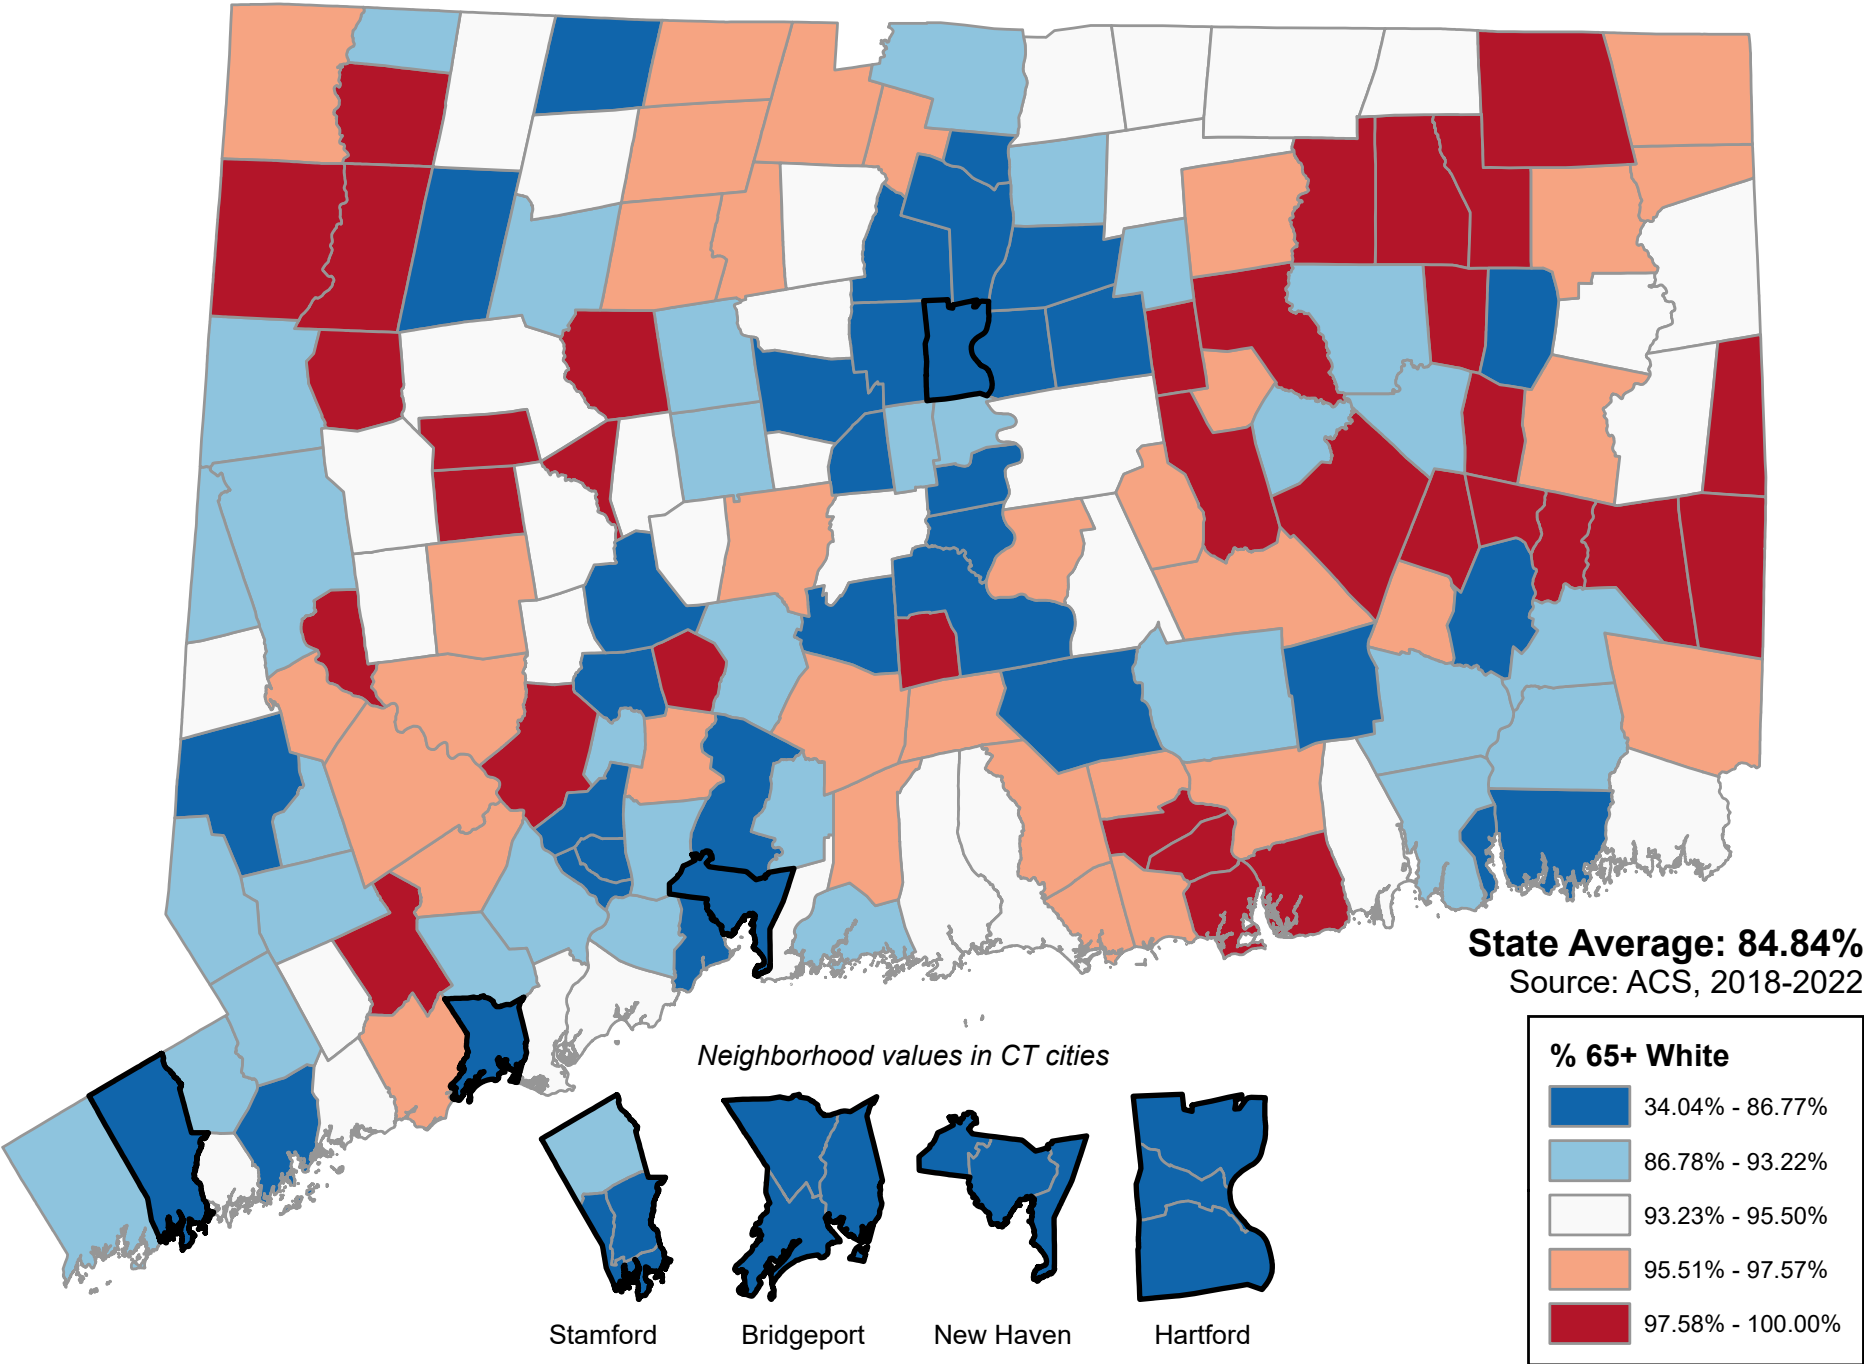 State Average: 84.84%
Source: ACS, 2018-2022
Neighborhood values in CT cities
% 65+ White
34.04% - 86.77%
86.78% - 93.22%
93.23% - 95.50%
95.51% - 97.57%
97.58% - 100.00%
Stamford
Bridgeport
New Haven
Hartford